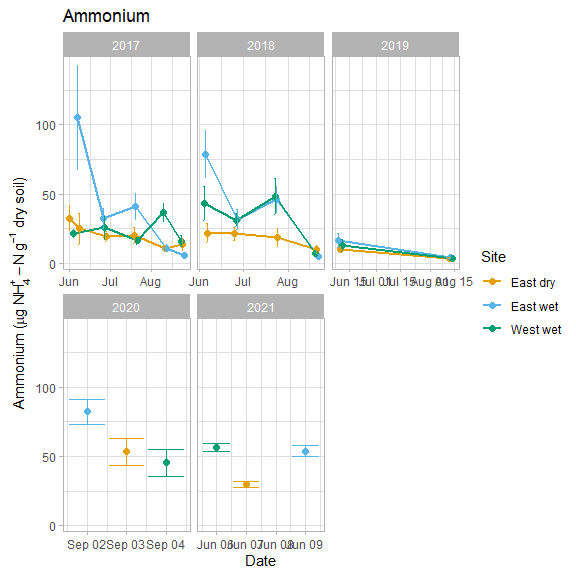 Ammonium
2017 2018 2019
100
50
0
Jun Jul Aug Jun Jul Aug Jun 15 Jul 01 Jul 15 Aug 01 Aug 15
2020 2021
100
50
0
Sep 02 Sep 03 Sep 04 Jun 06 Jun 07 Jun 08 Jun 09
Date
Ammonium (µg NH₄⁺ − N g⁻¹ dry soil)
Site
East dry
East wet
West wet